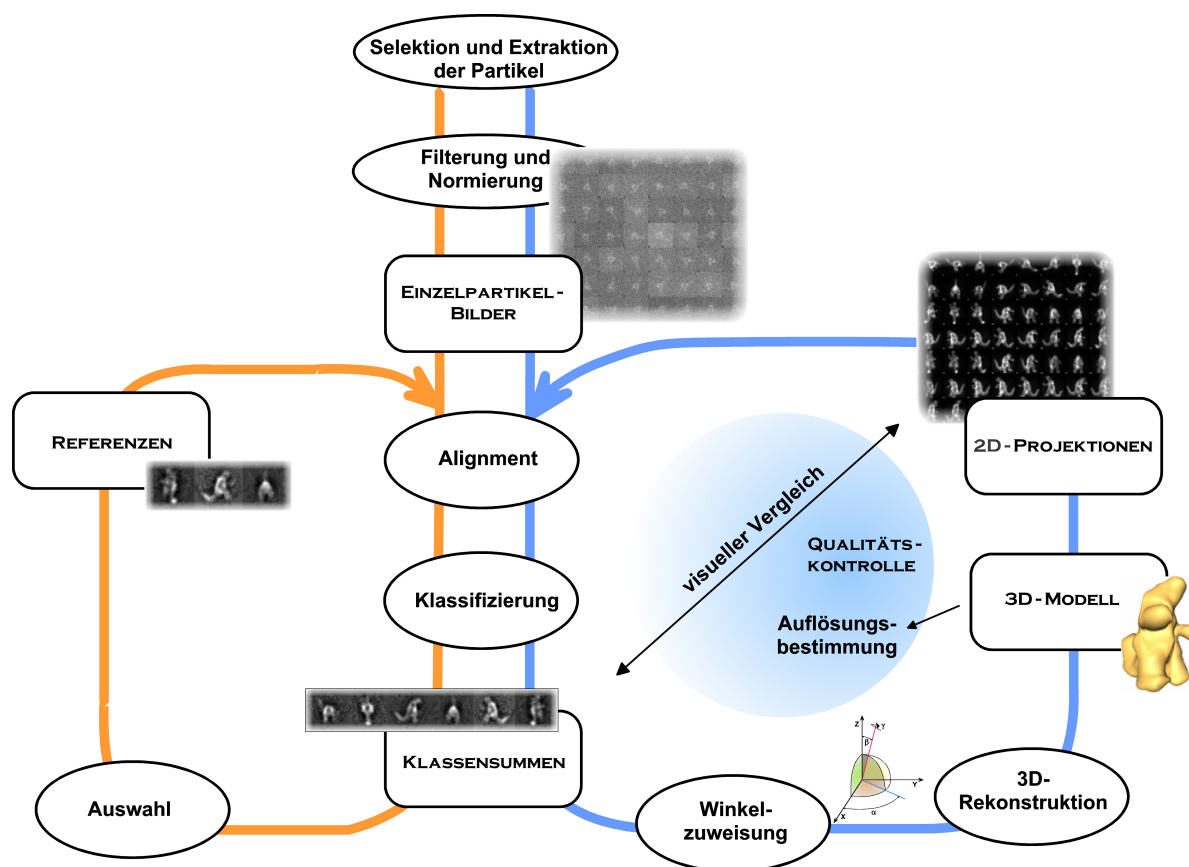 Selektion und Extraktion
der Partikel
Filterung und
Normierung
EINZELPARTIKEL-
BILDER
REFERENZEN
Alignment
2D-PROJEKTIONEN
visueller Vergleich
QUALITÄTS-
KONTROLLE
Klassifizierung
3D-MODELL
Auflösungs-
bestimmung
KLASSENSUMMEN
Auswahl
Winkel-
zuweisung
Z
β
γ
Y
X
α
3D-
Rekonstruktion